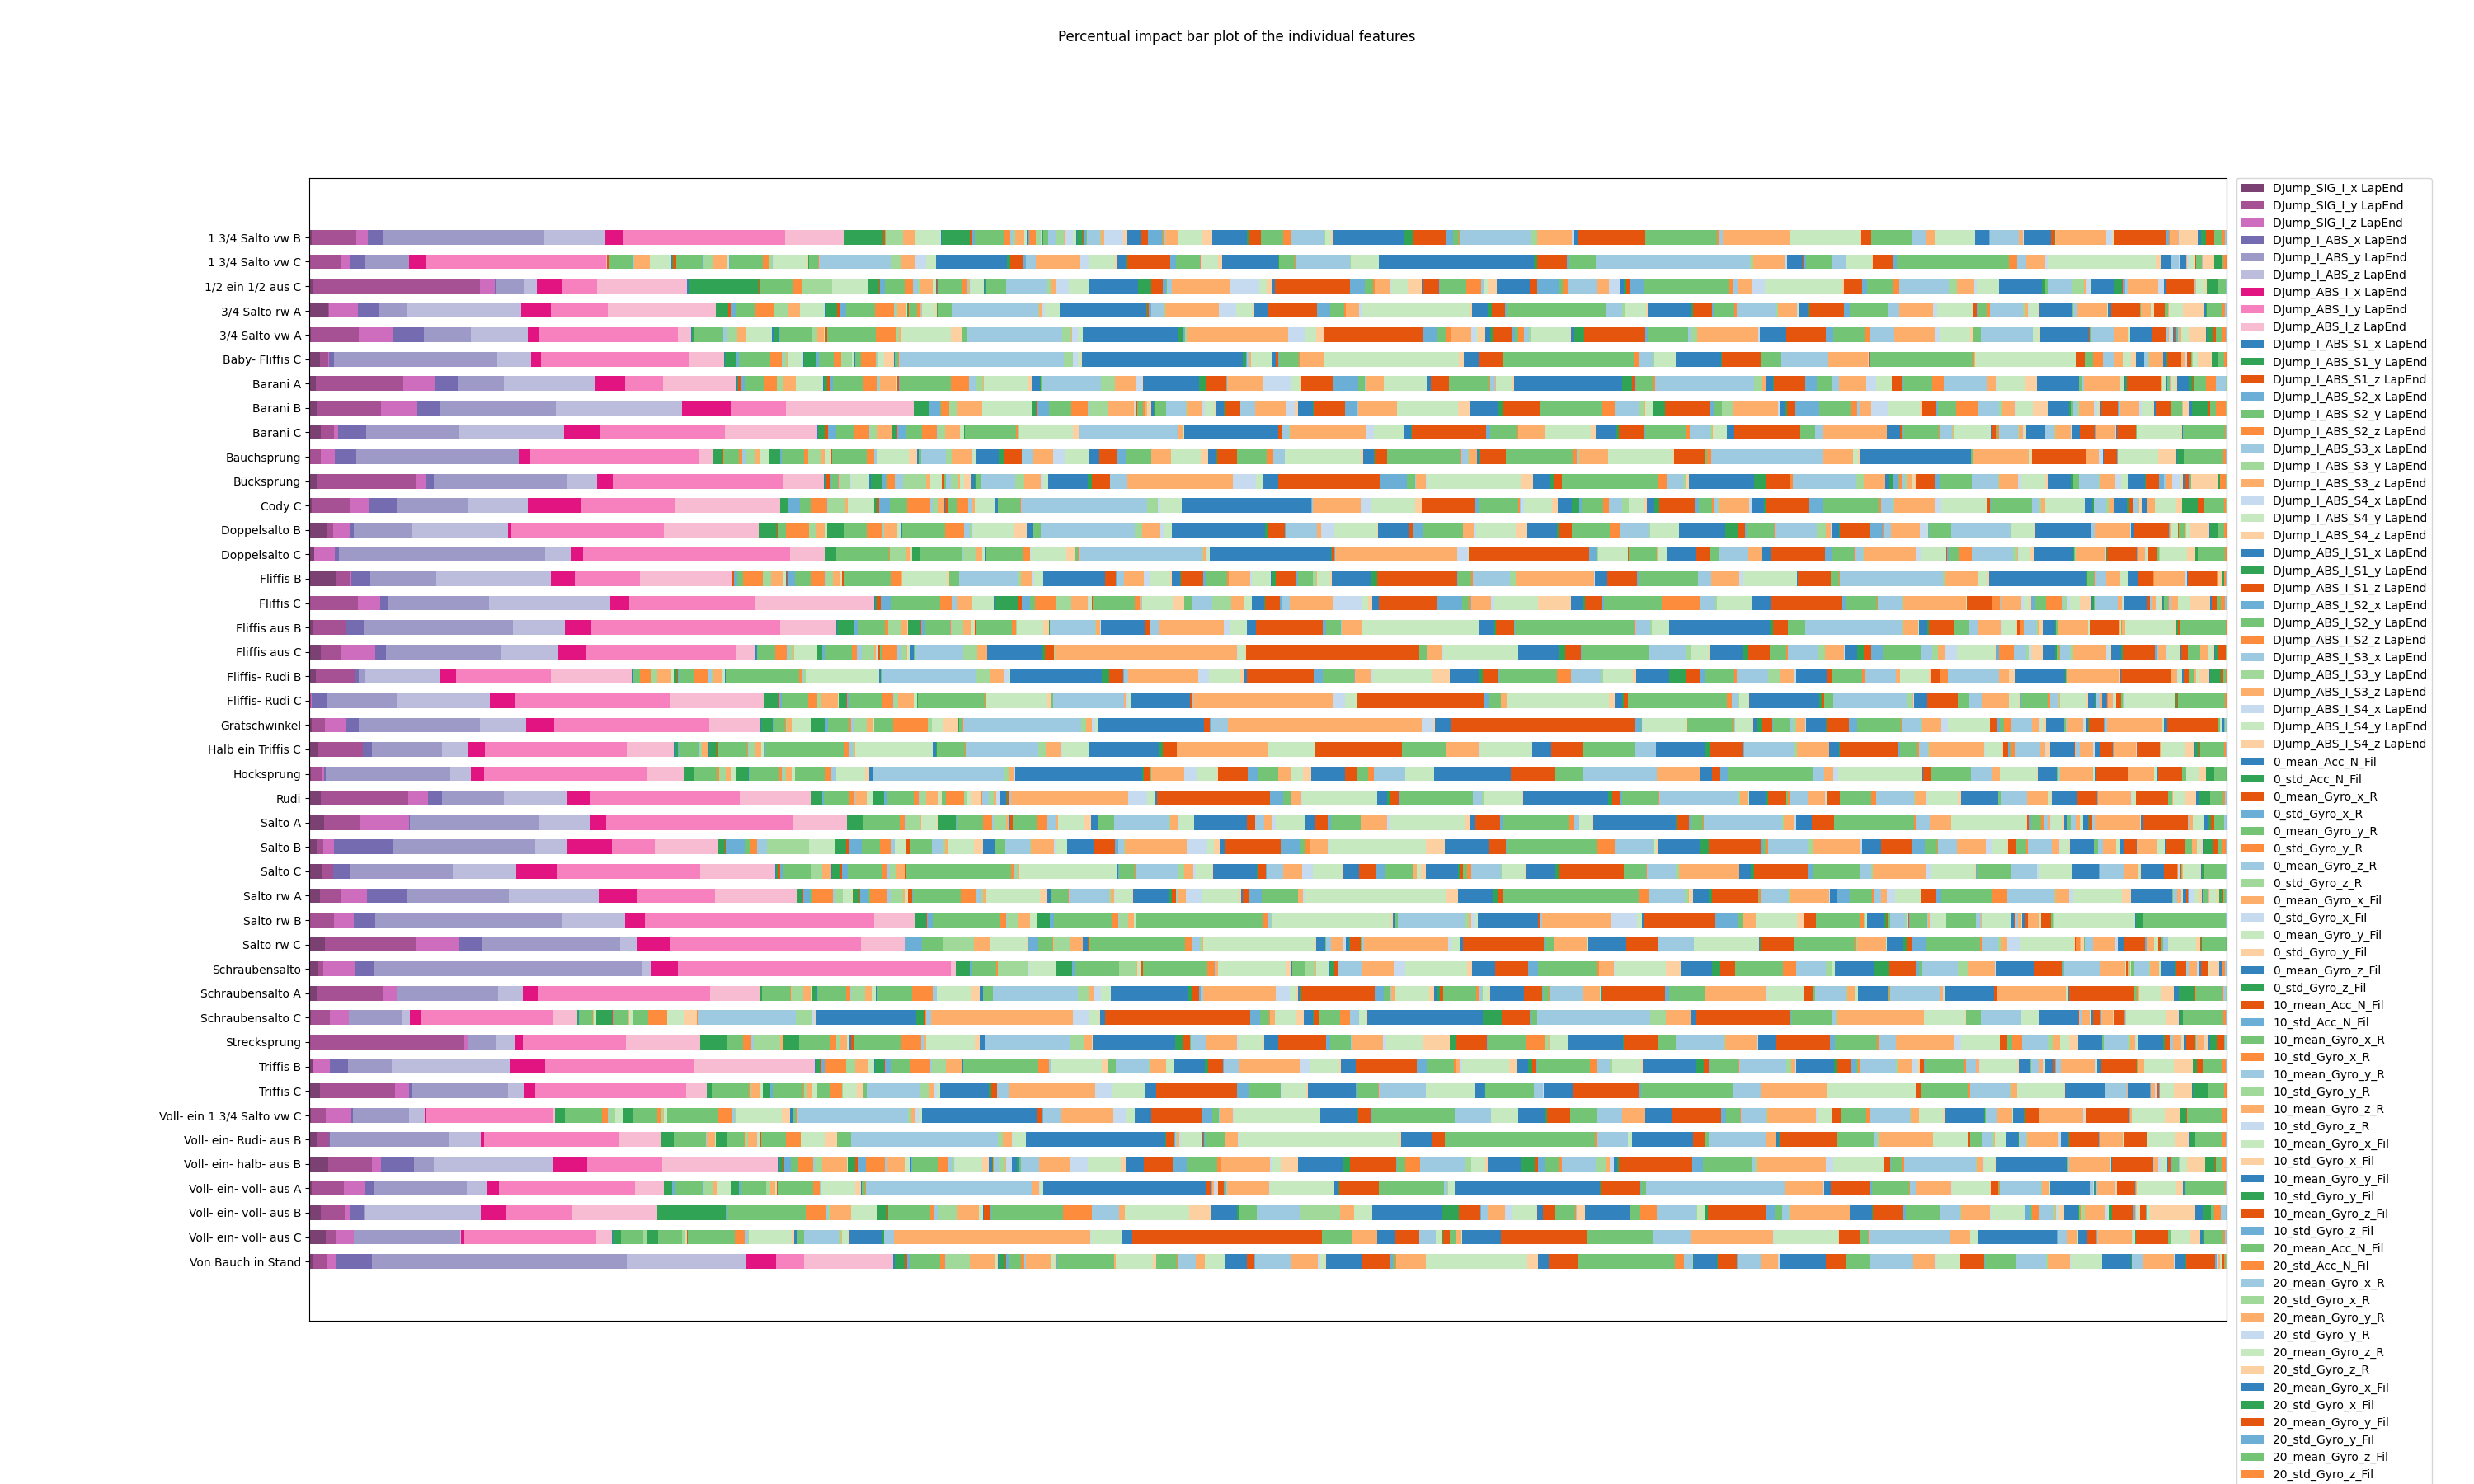 Percentual impact bar plot of the individual features
1 3/4 Salto vw B
1 3/4 Salto vw C
1/2 ein 1/2 aus C
3/4 Salto rw A
3/4 Salto vw A
Baby- Fliffis C
Barani A
Barani B
Barani C
Bauchsprung
Bücksprung
Cody C
Doppelsalto B
Doppelsalto C
Fliffis B
Fliffis C
Fliffis aus B
Fliffis aus C
Fliffis- Rudi B
Fliffis- Rudi C
Grätschwinkel
Halb ein Triffis C
Hocksprung
Rudi
Salto A
Salto B
Salto C
Salto rw A
Salto rw B
Salto rw C
Schraubensalto
Schraubensalto A
Schraubensalto C
Strecksprung
Triffis B
Triffis C
Voll- ein 1 3/4 Salto vw C
Voll- ein- Rudi- aus B
Voll- ein- halb- aus B
Voll- ein- voll- aus A
Voll- ein- voll- aus B
Voll- ein- voll- aus C
Von Bauch in Stand
DJump_SIG_I_x LapEnd
DJump_SIG_I_y LapEnd
DJump_SIG_I_z LapEnd
DJump_I_ABS_x LapEnd
DJump_I_ABS_y LapEnd
DJump_I_ABS_z LapEnd
DJump_ABS_I_x LapEnd
DJump_ABS_I_y LapEnd
DJump_ABS_I_z LapEnd
DJump_I_ABS_S1_x LapEnd
DJump_I_ABS_S1_y LapEnd
DJump_I_ABS_S1_z LapEnd
DJump_I_ABS_S2_x LapEnd
DJump_I_ABS_S2_y LapEnd
DJump_I_ABS_S2_z LapEnd
DJump_I_ABS_S3_x LapEnd
DJump_I_ABS_S3_y LapEnd
DJump_I_ABS_S3_z LapEnd
DJump_I_ABS_S4_x LapEnd
DJump_I_ABS_S4_y LapEnd
DJump_I_ABS_S4_z LapEnd
DJump_ABS_I_S1_x LapEnd
DJump_ABS_I_S1_y LapEnd
DJump_ABS_I_S1_z LapEnd
DJump_ABS_I_S2_x LapEnd
DJump_ABS_I_S2_y LapEnd
DJump_ABS_I_S2_z LapEnd
DJump_ABS_I_S3_x LapEnd
DJump_ABS_I_S3_y LapEnd
DJump_ABS_I_S3_z LapEnd
DJump_ABS_I_S4_x LapEnd
DJump_ABS_I_S4_y LapEnd
DJump_ABS_I_S4_z LapEnd
0_mean_Acc_N_Fil
0_std_Acc_N_Fil
0_mean_Gyro_x_R
0_std_Gyro_x_R
0_mean_Gyro_y_R
0_std_Gyro_y_R
0_mean_Gyro_z_R
0_std_Gyro_z_R
0_mean_Gyro_x_Fil
0_std_Gyro_x_Fil
0_mean_Gyro_y_Fil
0_std_Gyro_y_Fil
0_mean_Gyro_z_Fil
0_std_Gyro_z_Fil
10_mean_Acc_N_Fil
10_std_Acc_N_Fil
10_mean_Gyro_x_R
10_std_Gyro_x_R
10_mean_Gyro_y_R
10_std_Gyro_y_R
10_mean_Gyro_z_R
10_std_Gyro_z_R
10_mean_Gyro_x_Fil
10_std_Gyro_x_Fil
10_mean_Gyro_y_Fil
10_std_Gyro_y_Fil
10_mean_Gyro_z_Fil
10_std_Gyro_z_Fil
20_mean_Acc_N_Fil
20_std_Acc_N_Fil
20_mean_Gyro_x_R
20_std_Gyro_x_R
20_mean_Gyro_y_R
20_std_Gyro_y_R
20_mean_Gyro_z_R
20_std_Gyro_z_R
20_mean_Gyro_x_Fil
20_std_Gyro_x_Fil
20_mean_Gyro_y_Fil
20_std_Gyro_y_Fil
20_mean_Gyro_z_Fil
20_std_Gyro_z_Fil